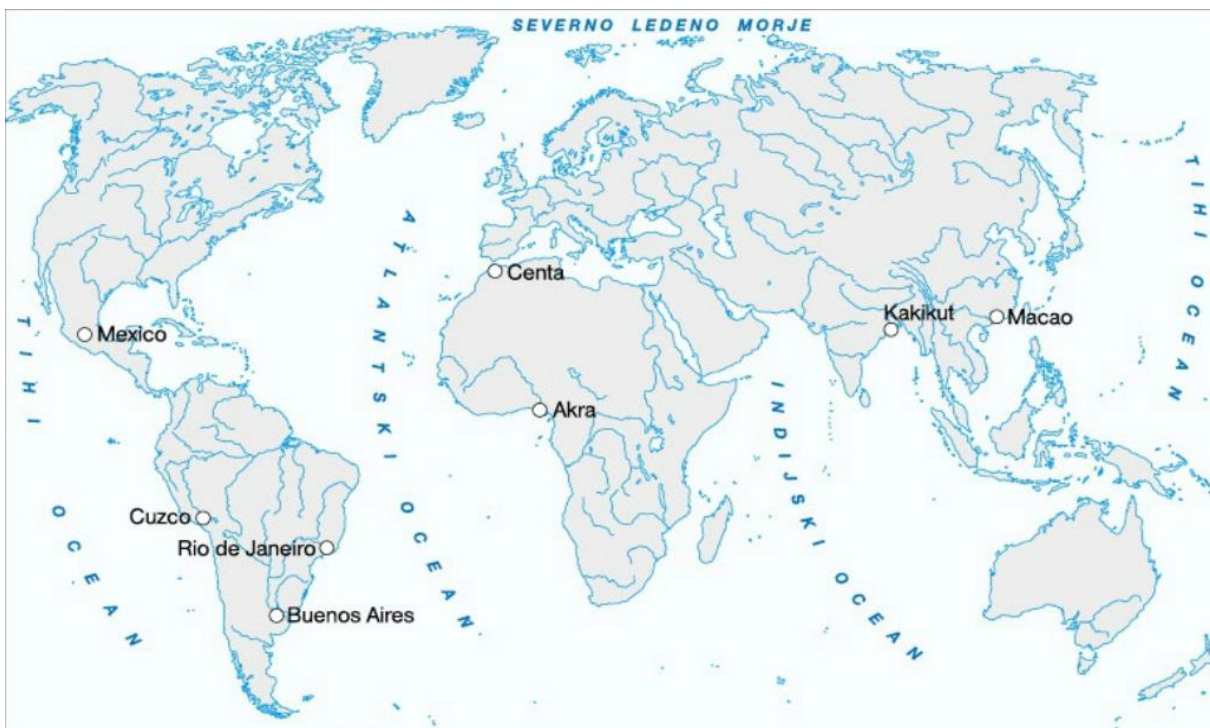 SEVERNO LEDENO MORJE
ATLANTSKI OCEAN
TIHI OCEAN
TIHI OCEAN
INDIJSKI OCEAN
Centa
Kakikut
Macao
Mexico
Akra
Cuzco
Rio de Janeiro
Buenos Aires